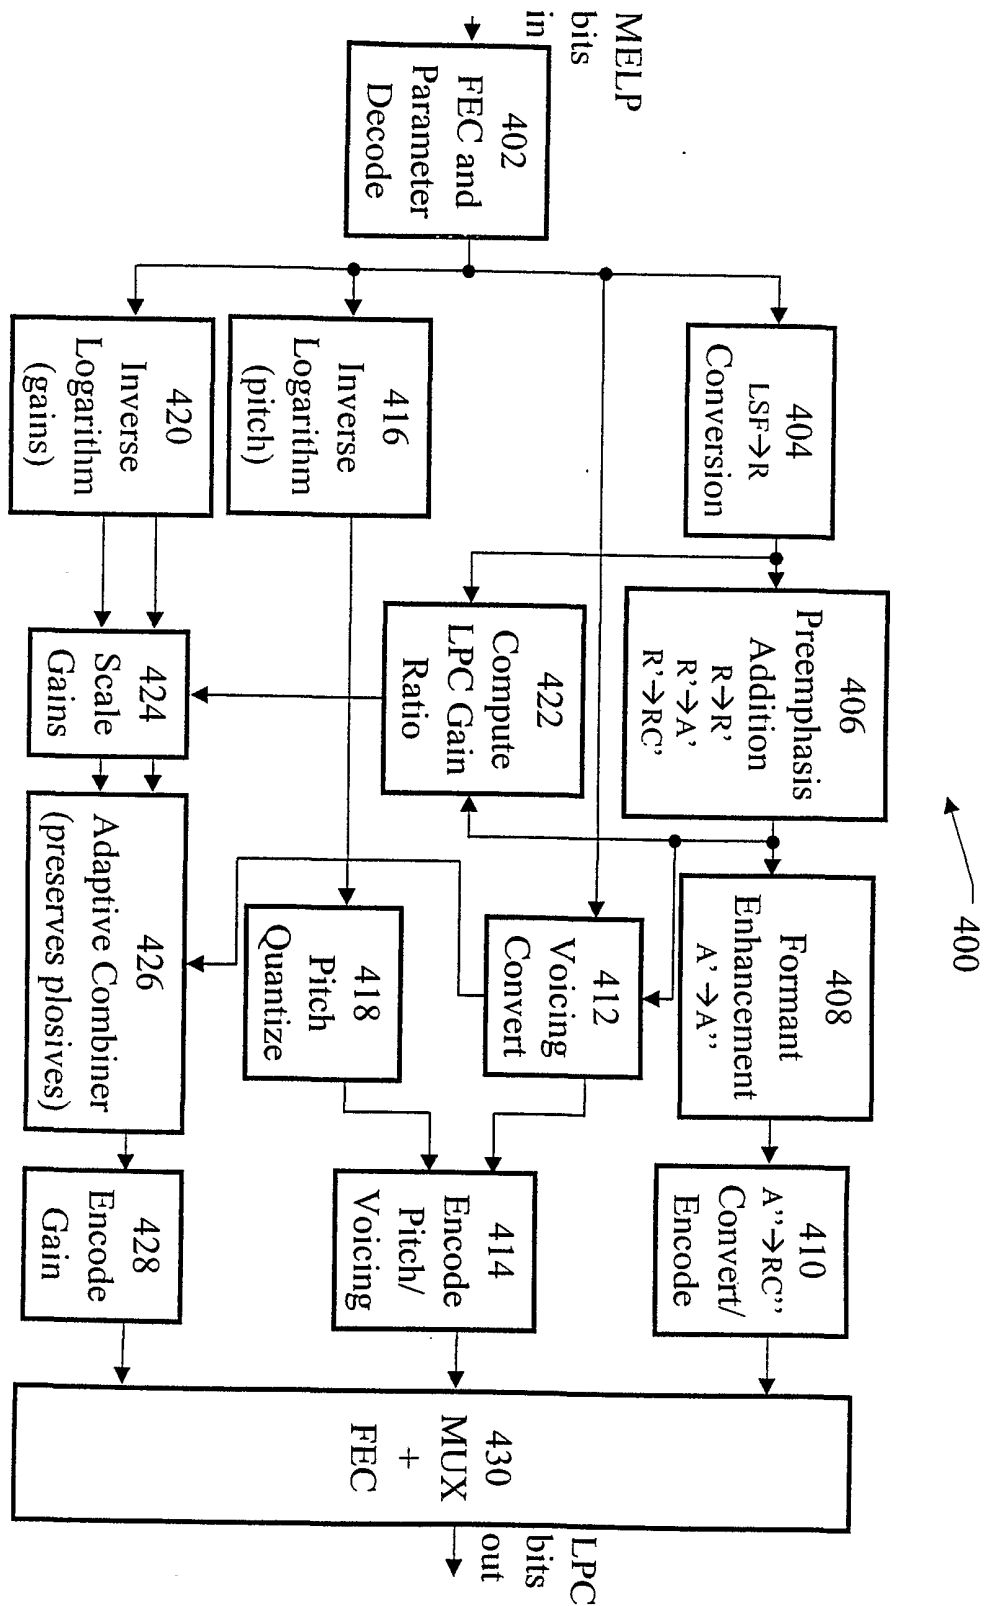 400
MELP
bits
in
402
FEC and
Parameter
Decode
404
LSF→R
Conversion
406
Preemphasis
Addition
R→R'
R'→A'
R'→RC'
408
Formant
Enhancement
A'→A''
410
A''→RC''
Convert/
Encode
422
Compute
LPC Gain
Ratio
412
Voicing
Convert
414
Encode
Pitch/
Voicing
416
Inverse
Logarithm
(pitch)
418
Pitch
Quantize
420
Inverse
Logarithm
(gains)
424
Scale
Gains
426
Adaptive Combiner
(preserves plosives)
428
Encode
Gain
430
MUX
+
FEC
LPC
bits
out